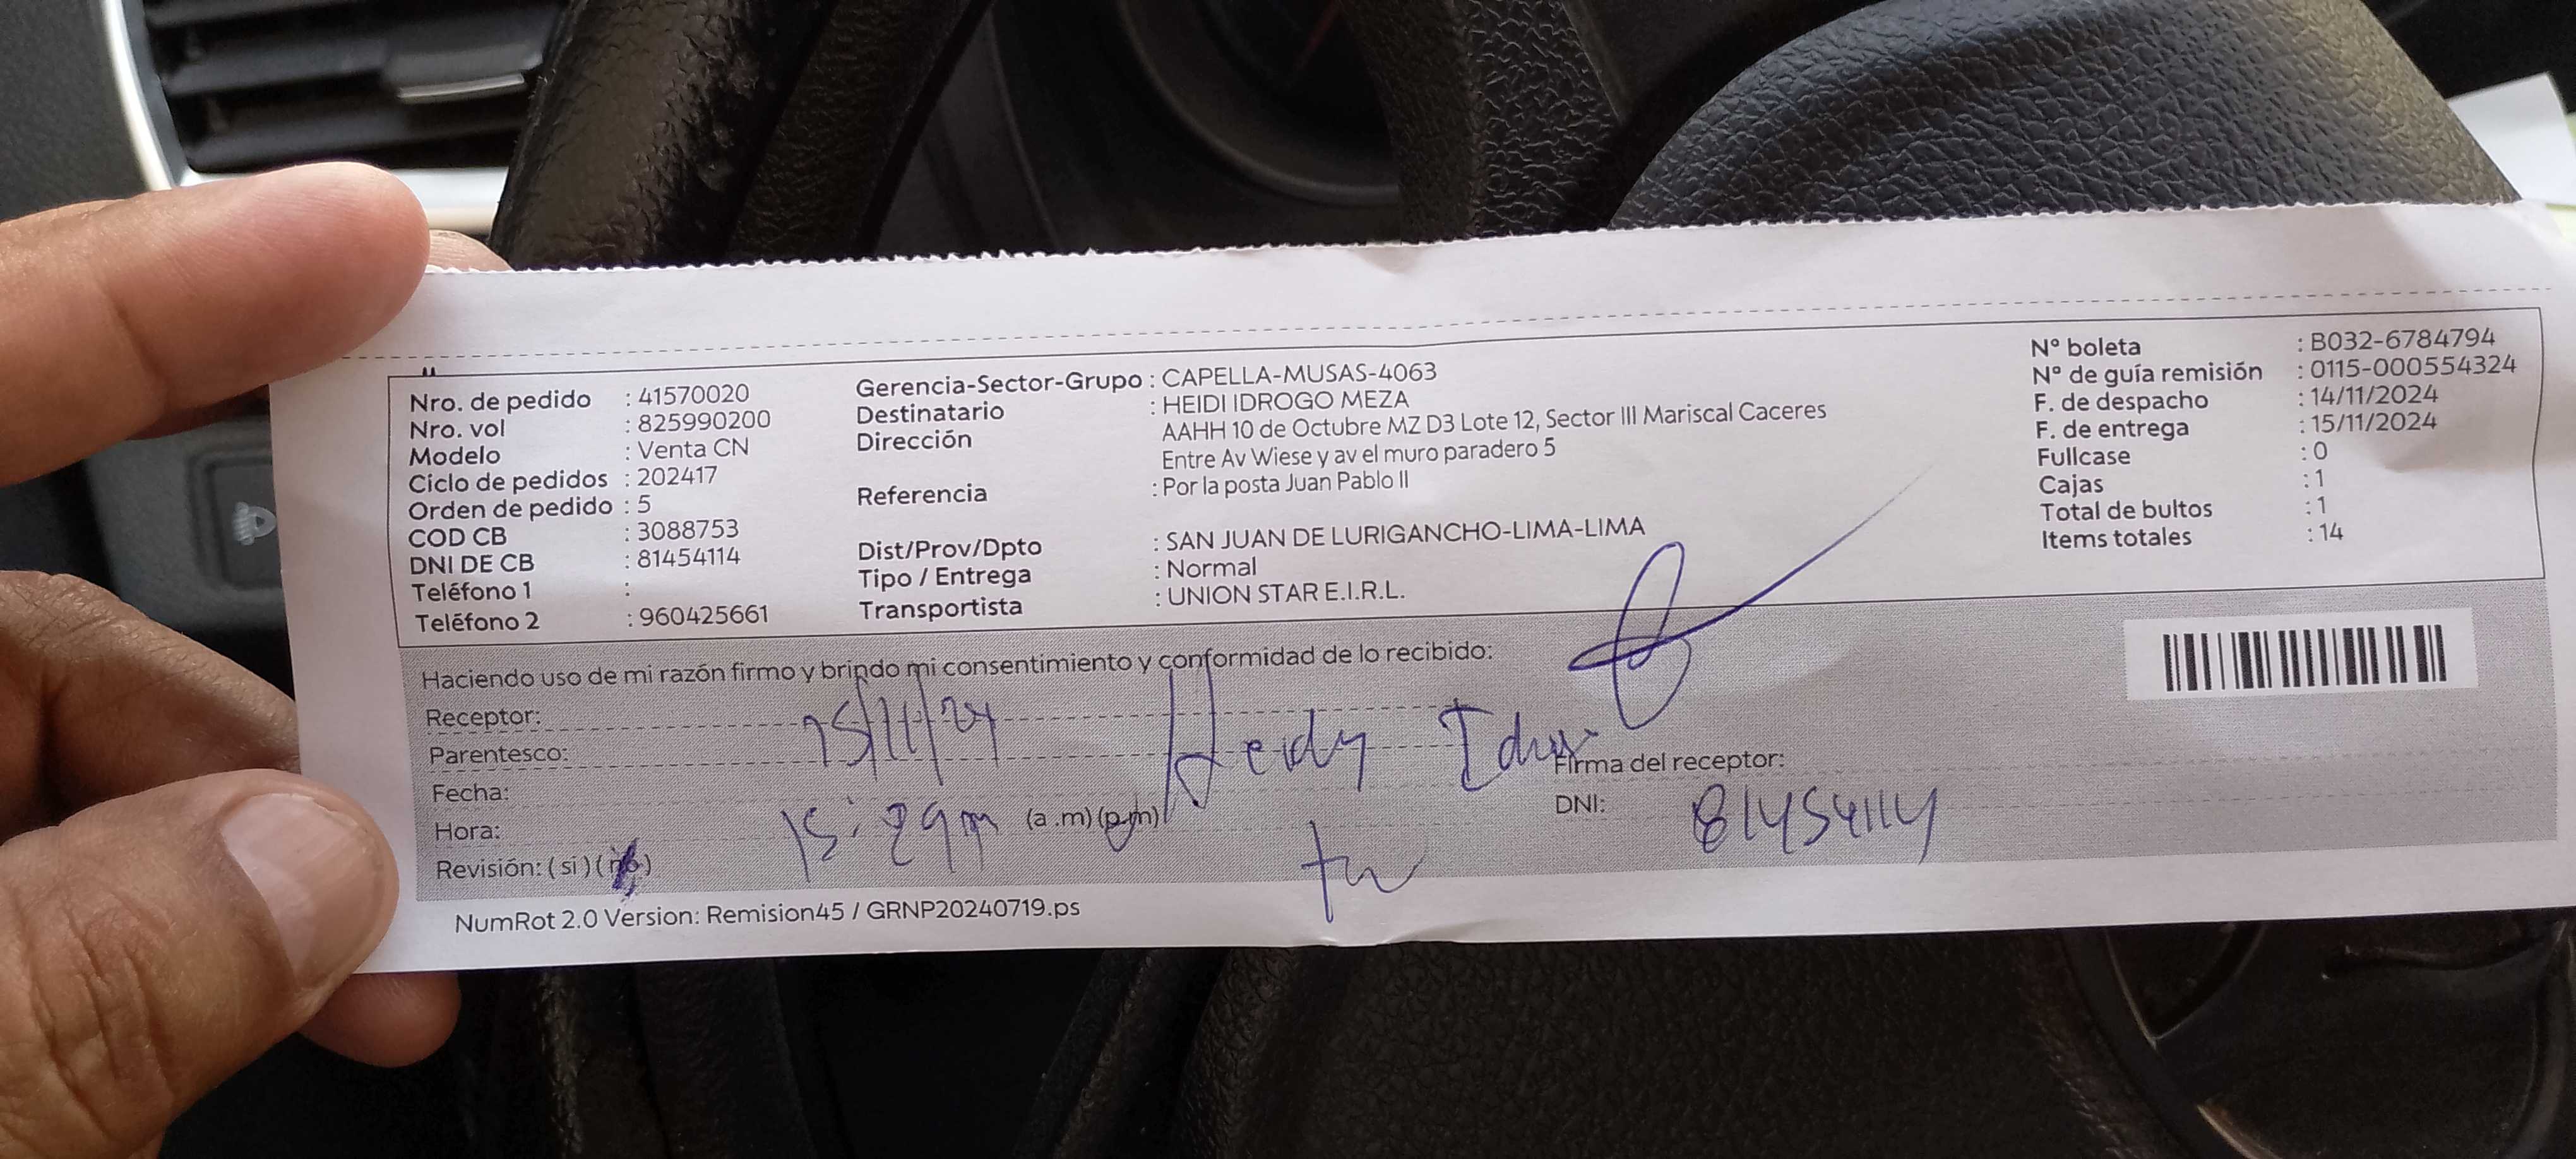 Nro. de pedido : 41570020
Nro. vol : 825990200
Modelo : Venta CN
Ciclo de pedidos : 202417
Orden de pedido : 5
COD CB : 3088753
DNI DE CB : 81454114
Teléfono 1 :
Teléfono 2 : 960425661
Gerencia-Sector-Grupo : CAPELLA-MUSAS-4063
Destinatario : HEIDI IDROGO MEZA
Dirección AAHH 10 de Octubre MZ D3 Lote 12, Sector III Mariscal Caceres
Entre Av Wiese y av el muro paradero 5
Referencia : Por la posta Juan Pablo II
Dist/Prov/Dpto : SAN JUAN DE LURIGANCHO-LIMA-LIMA
Tipo / Entrega : Normal
Transportista : UNION STAR E.I.R.L.
Nº boleta : B032-6784794
Nº de guía remisión : 0115-000554324
F. de despacho : 14/11/2024
F. de entrega : 15/11/2024
Fullcase : 0
Cajas : 1
Total de bultos : 1
Items totales : 14
Haciendo uso de mi razón firmo y brindo mi consentimiento y conformidad de lo recibido:
Receptor:
Parentesco: 15/11/24 Heidy
Fecha:
Hora: (a .m) (p.m)
Revisión: ( si ) ( no )
Firma del receptor:
DNI: 81454114
NumRot 2.0 Version: Remision45 / GRNP20240719.ps